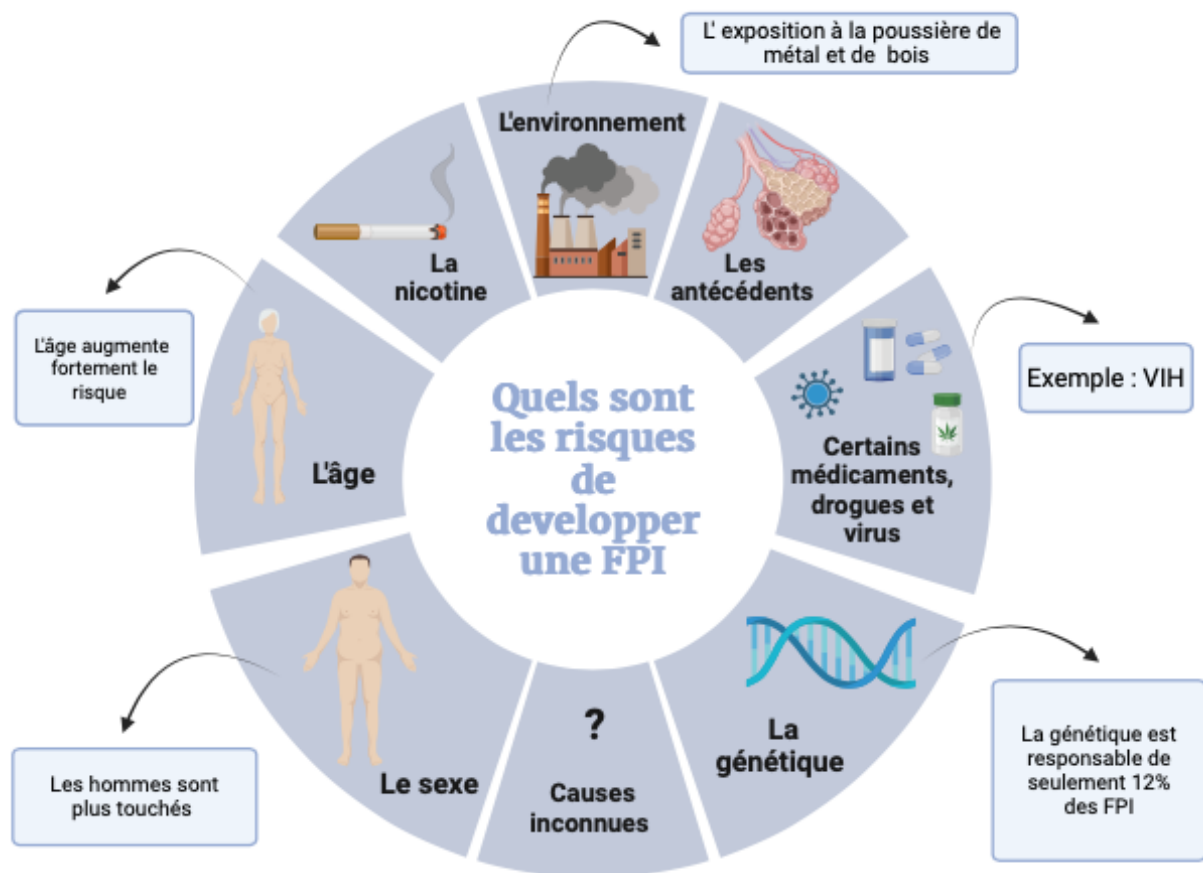 L' exposition à la poussière de
métal et de bois
L'environnement
La
nicotine
Les
antécédents
L'âge augmente
fortement le
risque
L'âge
Quels sont
les risques
de
developper
une FPI
Certains
médicaments,
drogues et
virus
Exemple : VIH
Les hommes sont
plus touchés
Le sexe
?
Causes
inconnues
La
génétique
La génétique est
responsable de
seulement 12%
des FPI